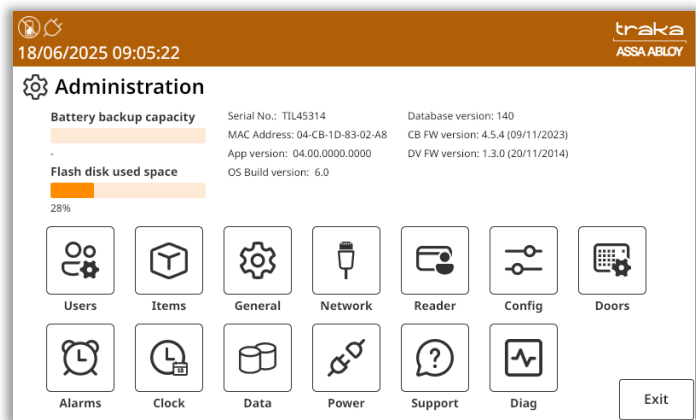 traka
18/06/2025 09:05:22
ASSA ABLOY
Administration
Battery backup capacity
-
Flash disk used space
28%
Serial No.: TIL45314
MAC Address: 04-CB-1D-83-02-A8
App version: 04.00.0000.0000
OS Build version: 6.0
Database version: 140
CB FW version: 4.5.4 (09/11/2023)
DV FW version: 1.3.0 (20/11/2014)
Users
Items
General
Network
Reader
Config
Doors
Alarms
Clock
Data
Power
Support
Diag
Exit